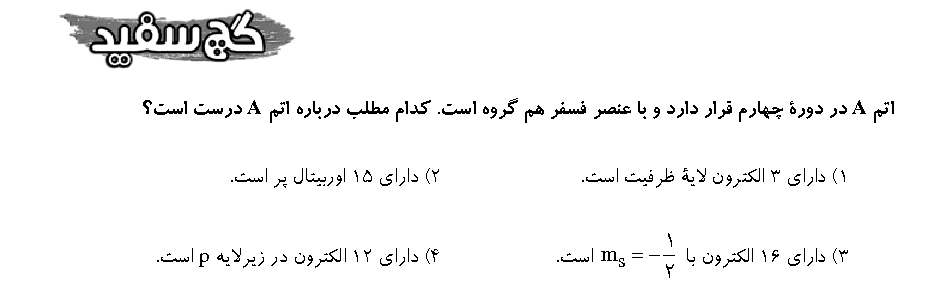 گچ سفید
اتم A در دورهٔ چهارم قرار دارد و با عنصر فسفر هم گروه است. کدام مطلب درباره اتم A درست است؟
۱) دارای ۳ الکترون لایهٔ ظرفیت است.
۲) دارای ۱۵ اوربیتال پر است.
۳) دارای ۱۶ الکترون با mₛ = −۱/۲ است.
۴) دارای ۱۲ الکترون در زیرلایه p است.